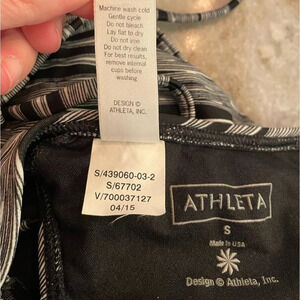 Machine wash cold
Gentle cycle
Do not bleach
Lay flat to dry
Do not iron
Do not dry clean
For best results,
remove internal
cups before
washing
DESIGN ©
ATHLETA, INC.
S/439060-03-2
S/67702
V/700037127
04/15
ATHLETA
S
Made in USA
Design © Athleta, Inc.